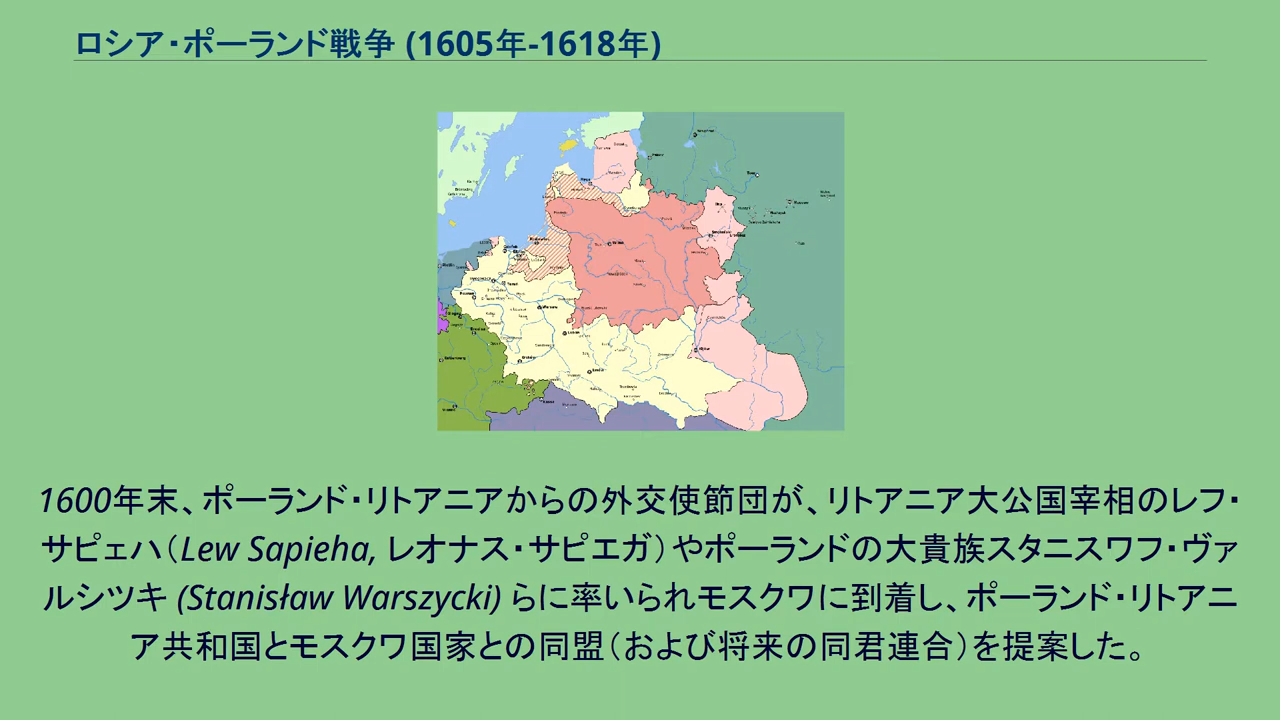 ロシア・ポーランド戦争 (1605年-1618年)
1600年末、ポーランド・リトアニアからの外交使節団が、リトアニア大公国宰相のレフ・
サピェハ（Lew Sapieha, レオナス・サピエガ）やポーランドの大貴族スタニスワフ・ヴァ
ルシツキ (Stanisław Warszycki) らに率いられモスクワに到着し、ポーランド・リトアニ
ア共和国とモスクワ国家との同盟（および将来の同君連合）を提案した。